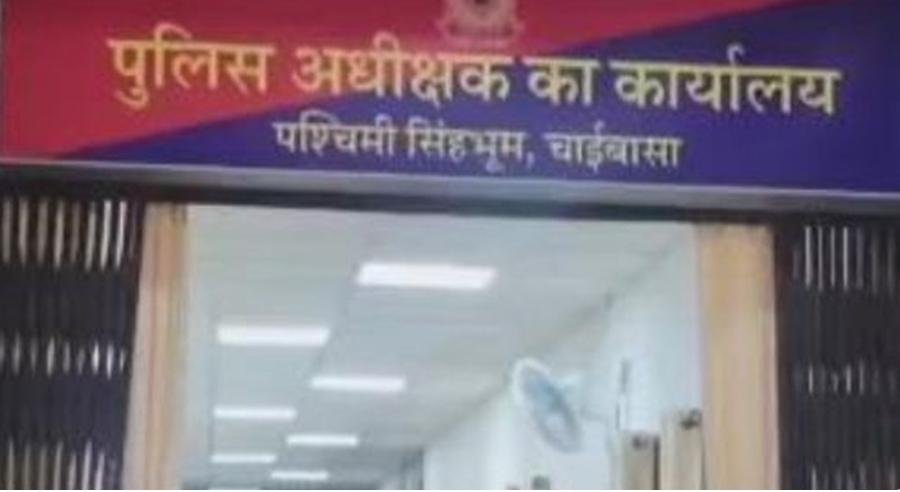 पुलिस अधीक्षक का कार्यालय
पश्चिमी सिंहभूम, चाईबासा